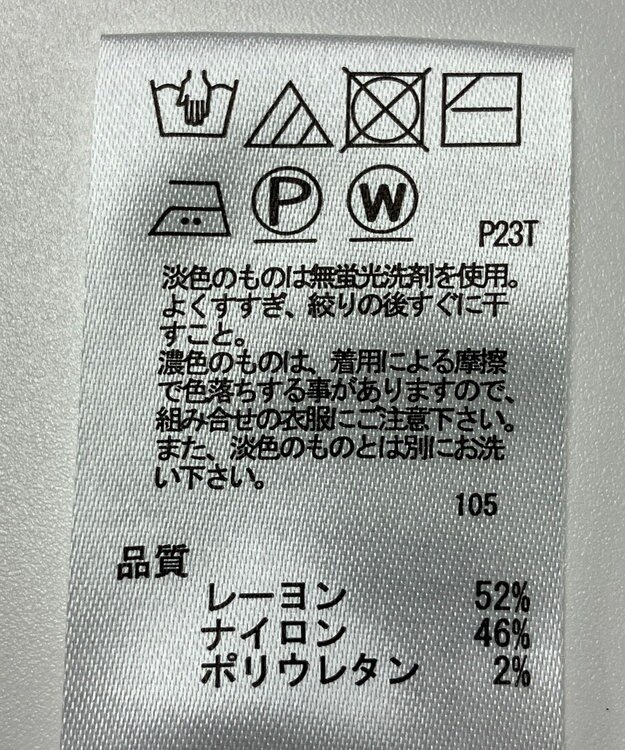 P W
P23T
淡色のものは無蛍光洗剤を使用。
よくすすぎ、絞りの後すぐに干
すこと。
濃色のものは、着用による摩擦
で色落ちする事がありますので、
組み合せの衣服にご注意下さい。
また、淡色のものとは別にお洗
い下さい。
105
品質
レーヨン 52%
ナイロン 46%
ポリウレタン 2%